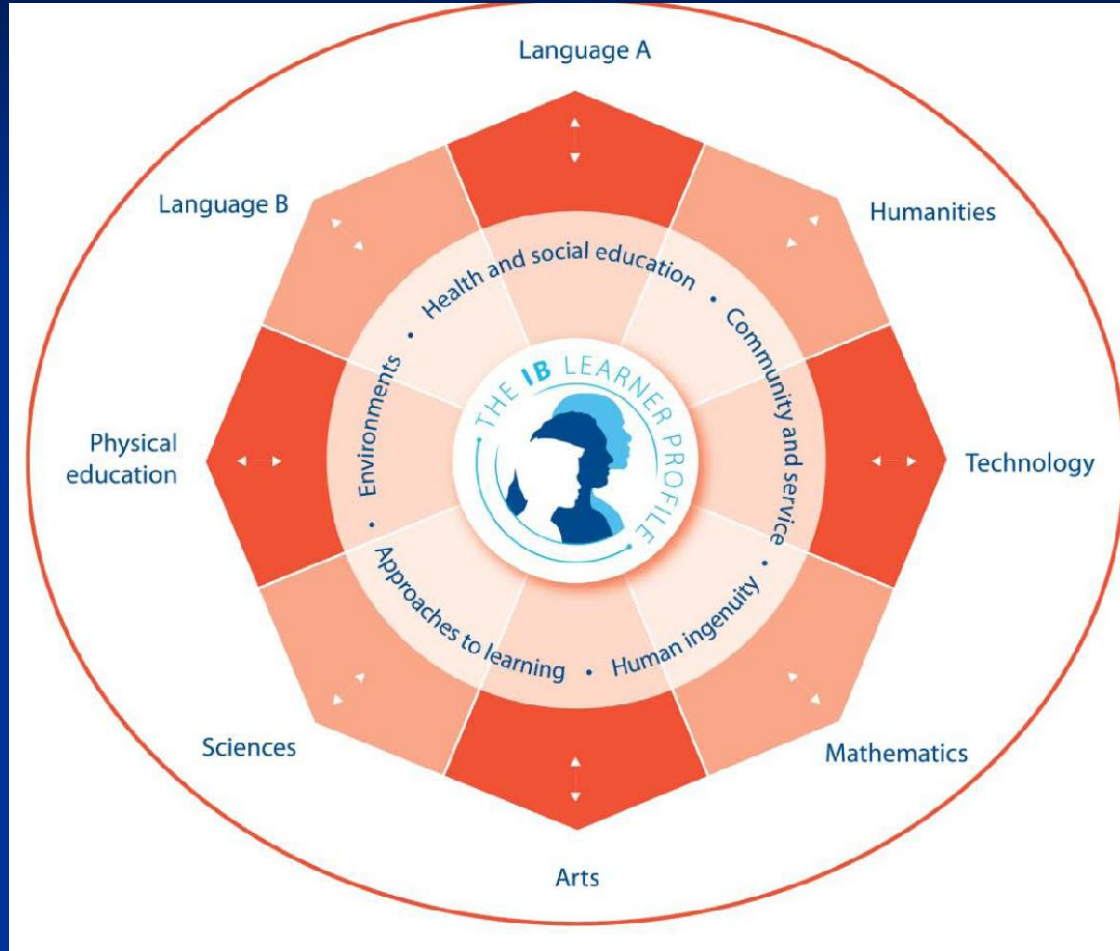 Language A
Language B
Humanities
Health and social education
•
Community and service
•
Human ingenuity
•
Approaches to learning
•
Environments
•
THE IB LEARNER PROFILE
Physical
education
Technology
Sciences
Mathematics
Arts